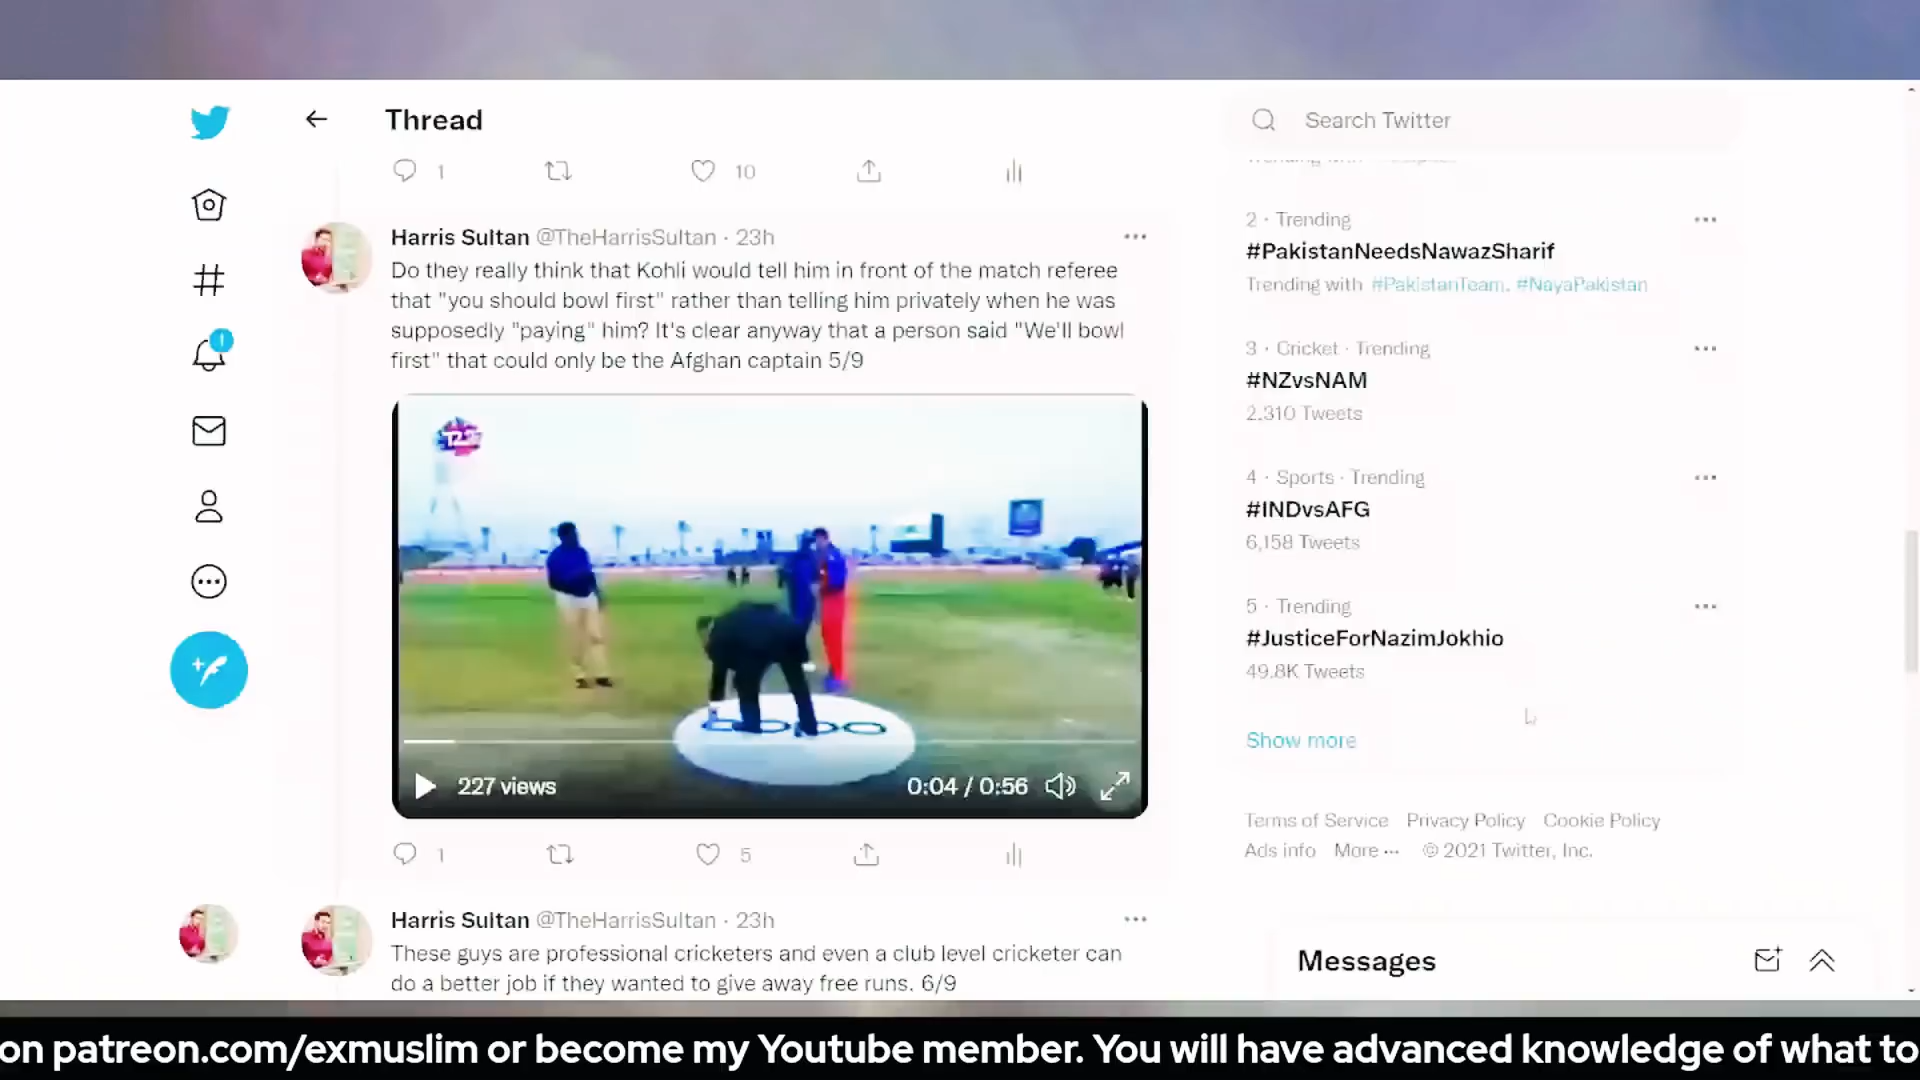 Thread
Search Twitter
1
10
Harris Sultan @TheHarrisSultan · 23h
Do they really think that Kohli would tell him in front of the match referee
that "you should bowl first" rather than telling him privately when he was
supposedly "paying" him? It's clear anyway that a person said "We'll bowl
first" that could only be the Afghan captain 5/9
oppo
227 views
0:04 / 0:56
1
5
Harris Sultan @TheHarrisSultan · 23h
These guys are professional cricketers and even a club level cricketer can
do a better job if they wanted to give away free runs. 6/9
2 · Trending
#PakistanNeedsNawazSharif
Trending with #PakistanTeam, #NayaPakistan
3 · Cricket · Trending
#NZvsNAM
2,310 Tweets
4 · Sports · Trending
#INDvsAFG
6,158 Tweets
5 · Trending
#JusticeForNazimJokhio
49.8K Tweets
Show more
Terms of Service Privacy Policy Cookie Policy
Ads info More ··· © 2021 Twitter, Inc.
Messages
on patreon.com/exmuslim or become my Youtube member. You will have advanced knowledge of what to